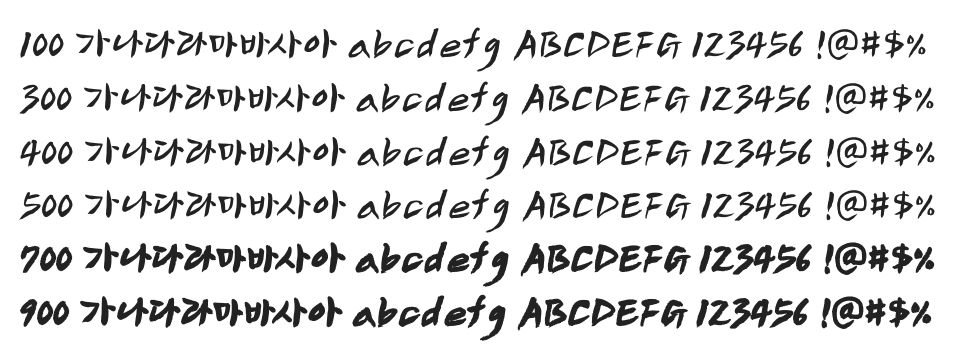 100 가나다라마바사아 abcdefg ABCDEFG 123456 !@#$%
300 가나다라마바사아 abcdefg ABCDEFG 123456 !@#$%
400 가나다라마바사아 abcdefg ABCDEFG 123456 !@#$%
500 가나다라마바사아 abcdefg ABCDEFG 123456 !@#$%
700 가나다라마바사아 abcdefg ABCDEFG 123456 !@#$%
900 가나다라마바사아 abcdefg ABCDEFG 123456 !@#$%